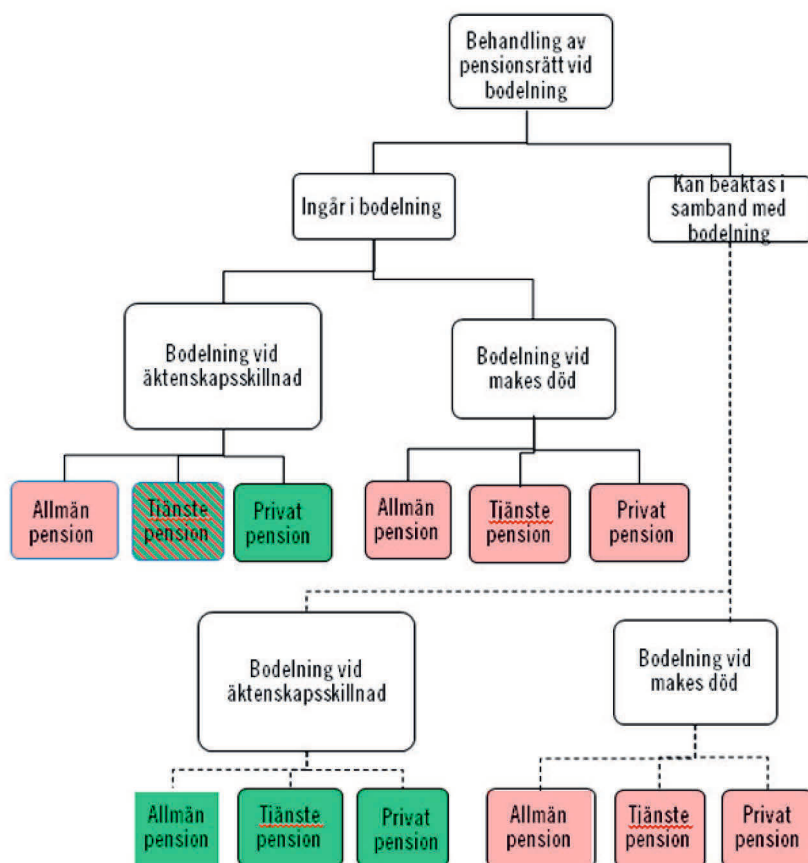 Behandling av
pensionsrätt vid
bodelning
Ingår i bodelning
Kan beaktas i
samband med
bodelning
Bodelning vid
äktenskapsskillnad
Bodelning vid
makes död
Allmän
pension
Tjänste
pension
Privat
pension
Allmän
pension
Tjänste
pension
Privat
pension
Bodelning vid
äktenskapsskillnad
Bodelning vid
makes död
Allmän
pension
Tjänste
pension
Privat
pension
Allmän
pension
Tjänste
pension
Privat
pension